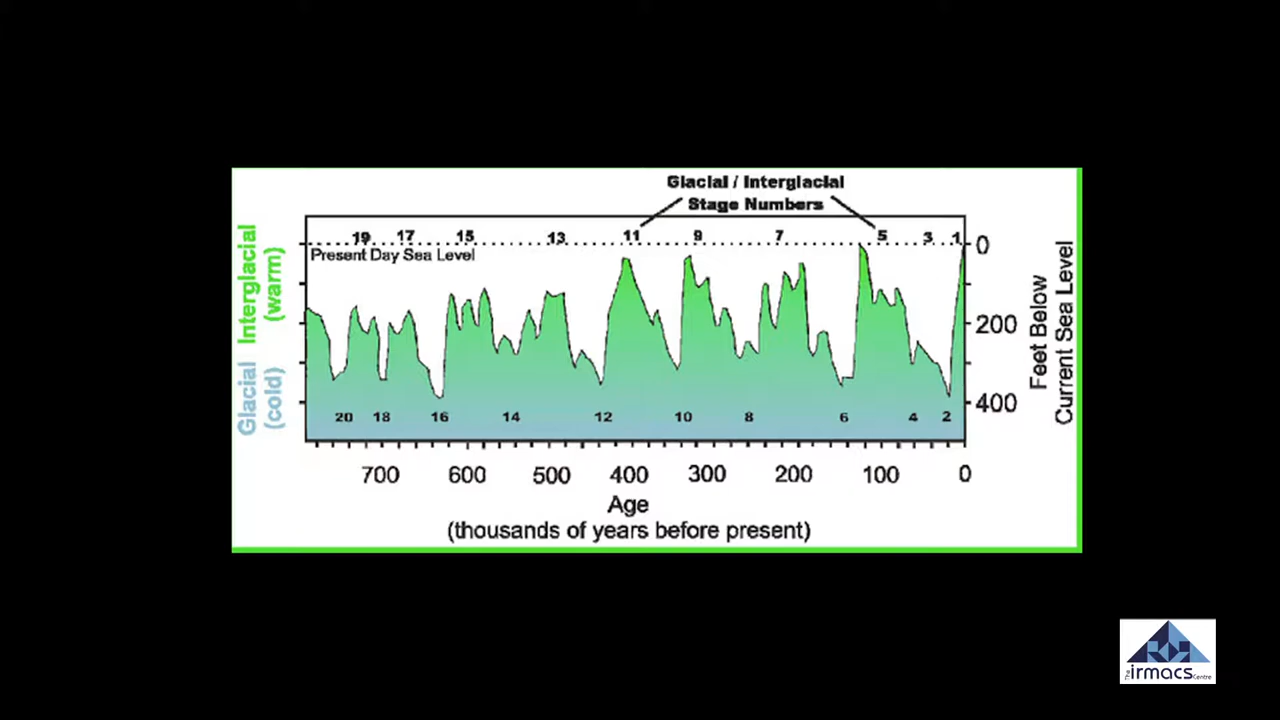 Glacial / Interglacial
Stage Numbers
19 17 15 13 11 9 7 5 3 1
Present Day Sea Level
0
200
400
Feet Below
Current Sea Level
Interglacial
(warm)
Glacial
(cold)
20 18 16 14 12 10 8 6 4 2
700 600 500 400 300 200 100 0
Age
(thousands of years before present)
The irmacs Centre